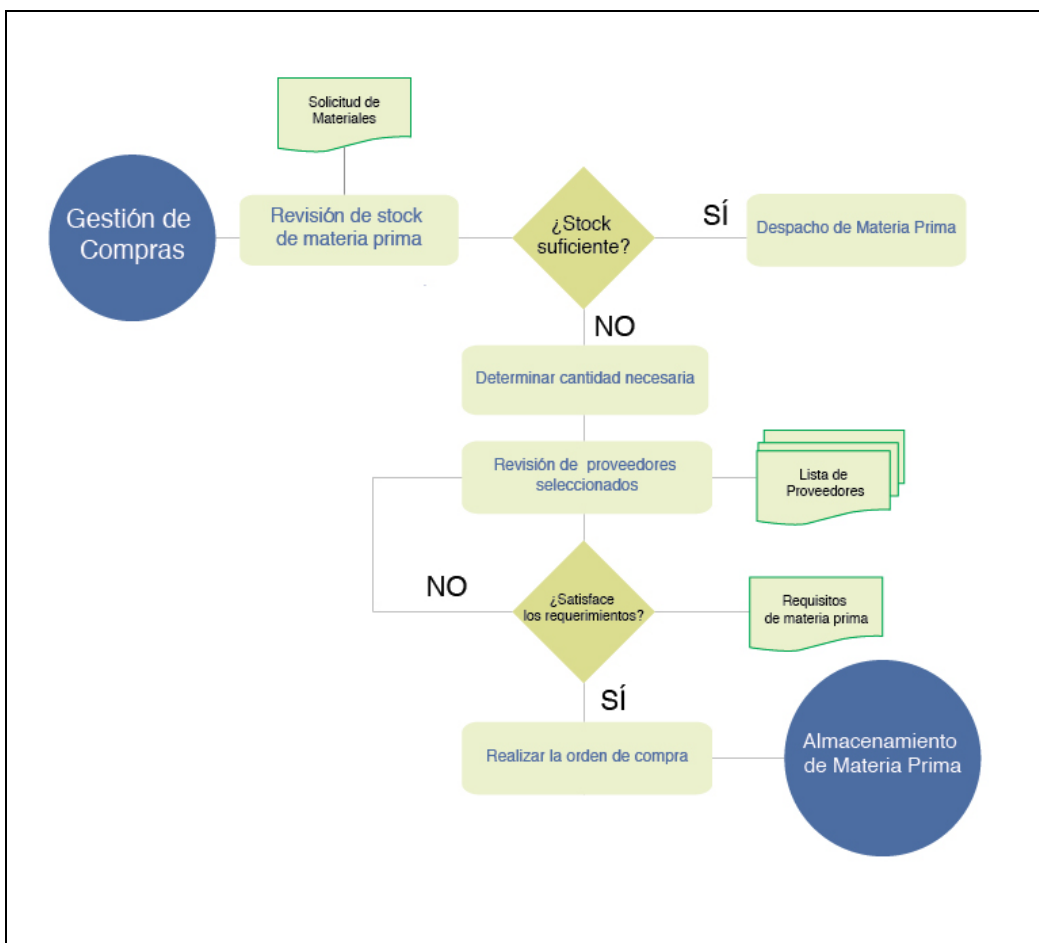 Solicitud de
Materiales
Gestión de
Compras
Revisión de stock
de materia prima
¿Stock
suficiente?
SÍ
Despacho de Materia Prima
NO
Determinar cantidad necesaria
Revisión de proveedores
seleccionados
Lista de
Proveedores
NO
¿Satisface
los requerimientos?
Requisitos
de materia prima
SÍ
Realizar la orden de compra
Almacenamiento
de Materia Prima